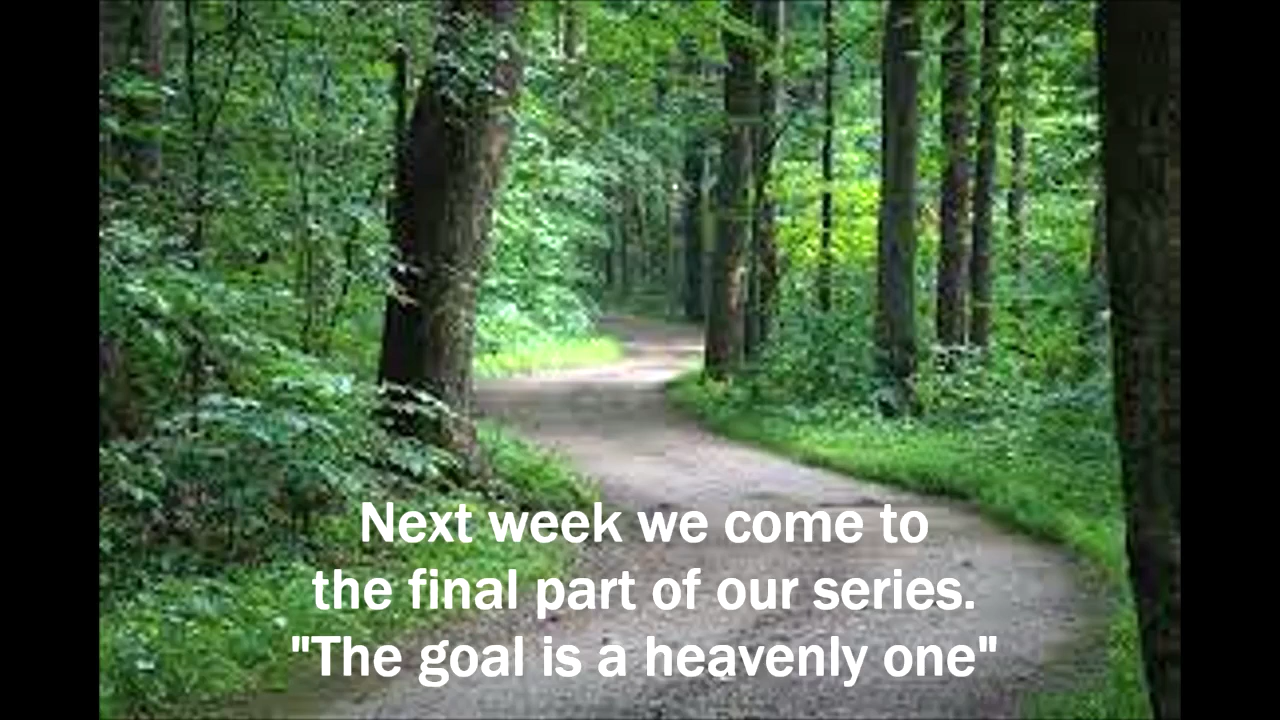 Next week we come to
the final part of our series.
"The goal is a heavenly one"